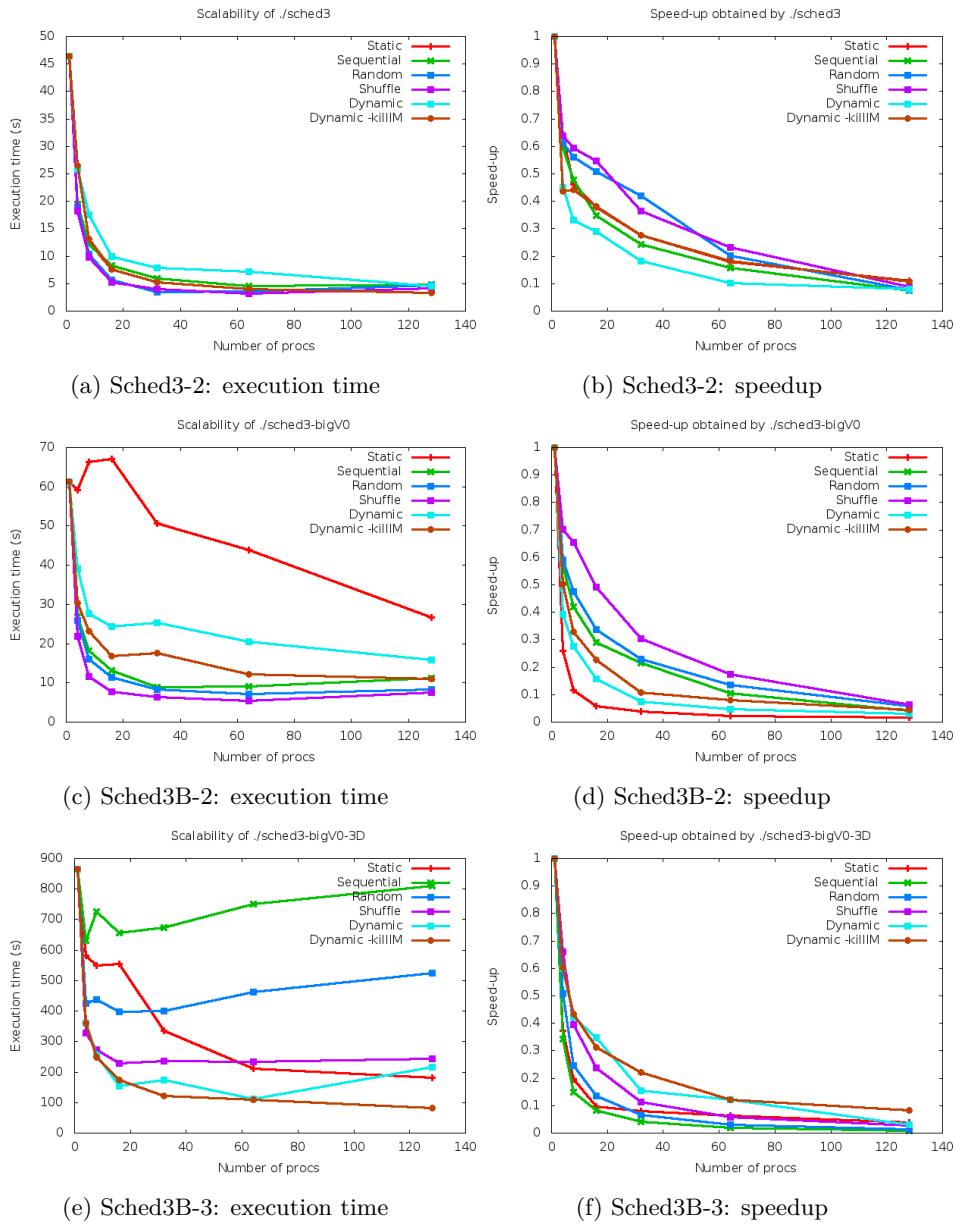 Scalability of ./sched3
50
45
40
35
30
25
20
15
10
5
0
Execution time (s)
Static
Sequential
Random
Shuffle
Dynamic
Dynamic -killIM
0 20 40 60 80 100 120 140
Number of procs
(a) Sched3-2: execution time
Speed-up obtained by ./sched3
1
0.9
0.8
0.7
0.6
0.5
0.4
0.3
0.2
0.1
0
Speed-up
Static
Sequential
Random
Shuffle
Dynamic
Dynamic -killIM
0 20 40 60 80 100 120 140
Number of procs
(b) Sched3-2: speedup
Scalability of ./sched3-bigV0
70
60
50
40
30
20
10
0
Execution time (s)
Static
Sequential
Random
Shuffle
Dynamic
Dynamic -killIM
0 20 40 60 80 100 120 140
Number of procs
(c) Sched3B-2: execution time
Speed-up obtained by ./sched3-bigV0
1
0.9
0.8
0.7
0.6
0.5
0.4
0.3
0.2
0.1
0
Speed-up
Static
Sequential
Random
Shuffle
Dynamic
Dynamic -killIM
0 20 40 60 80 100 120 140
Number of procs
(d) Sched3B-2: speedup
Scalability of ./sched3-bigV0-3D
900
800
700
600
500
400
300
200
100
0
Execution time (s)
Static
Sequential
Random
Shuffle
Dynamic
Dynamic -killIM
0 20 40 60 80 100 120 140
Number of procs
(e) Sched3B-3: execution time
Speed-up obtained by ./sched3-bigV0-3D
1
0.9
0.8
0.7
0.6
0.5
0.4
0.3
0.2
0.1
0
Speed-up
Static
Sequential
Random
Shuffle
Dynamic
Dynamic -killIM
0 20 40 60 80 100 120 140
Number of procs
(f) Sched3B-3: speedup